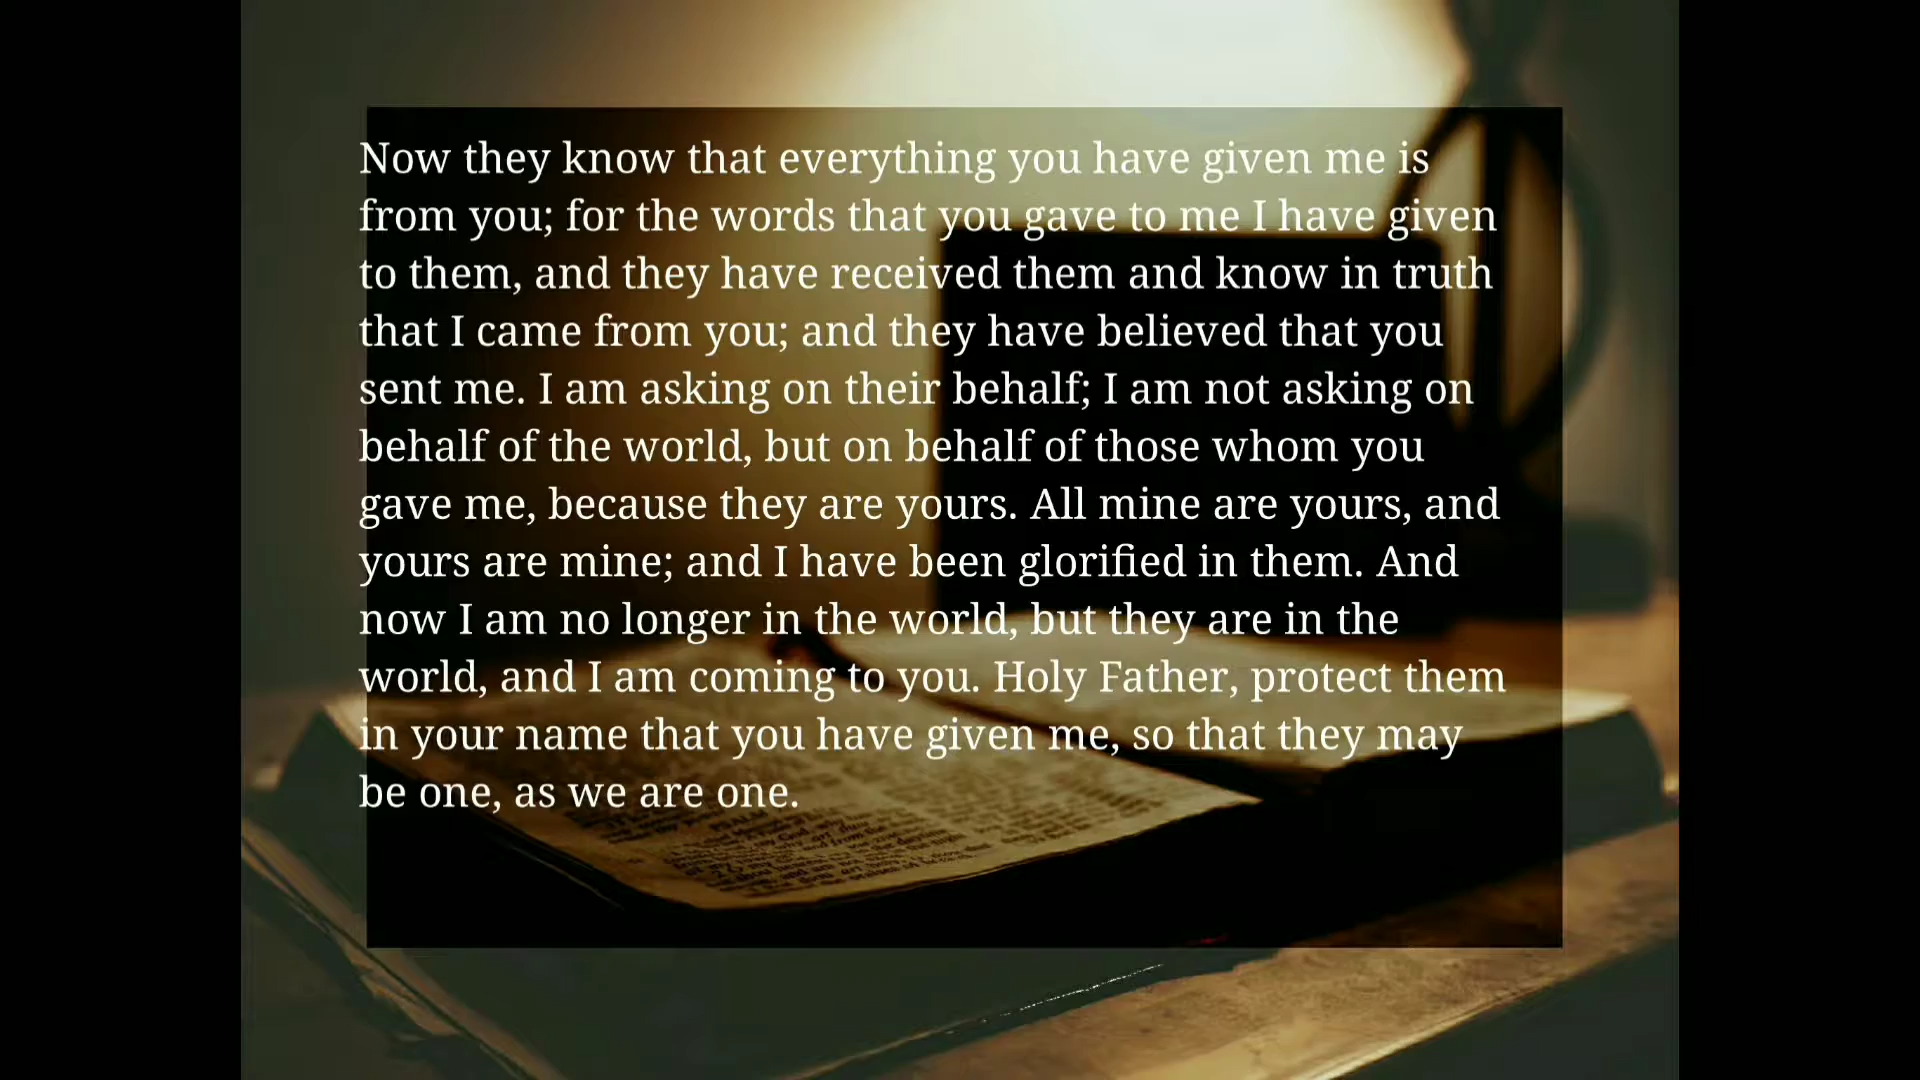 Now they know that everything you have given me is
from you; for the words that you gave to me I have given
to them, and they have received them and know in truth
that I came from you; and they have believed that you
sent me. I am asking on their behalf; I am not asking on
behalf of the world, but on behalf of those whom you
gave me, because they are yours. All mine are yours, and
yours are mine; and I have been glorified in them. And
now I am no longer in the world, but they are in the
world, and I am coming to you. Holy Father, protect them
in your name that you have given me, so that they may
be one, as we are one.